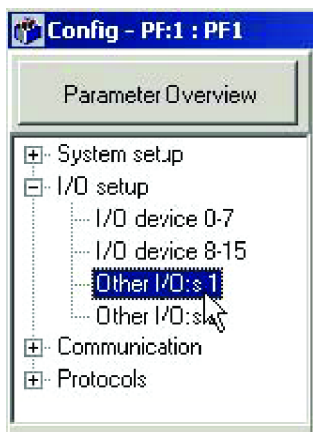 Config - PF:1 : PF1
Parameter Overview
System setup
I/O setup
I/O device 0-7
I/O device 8-15
Other I/O:s 1
Other I/O:s
Communication
Protocols